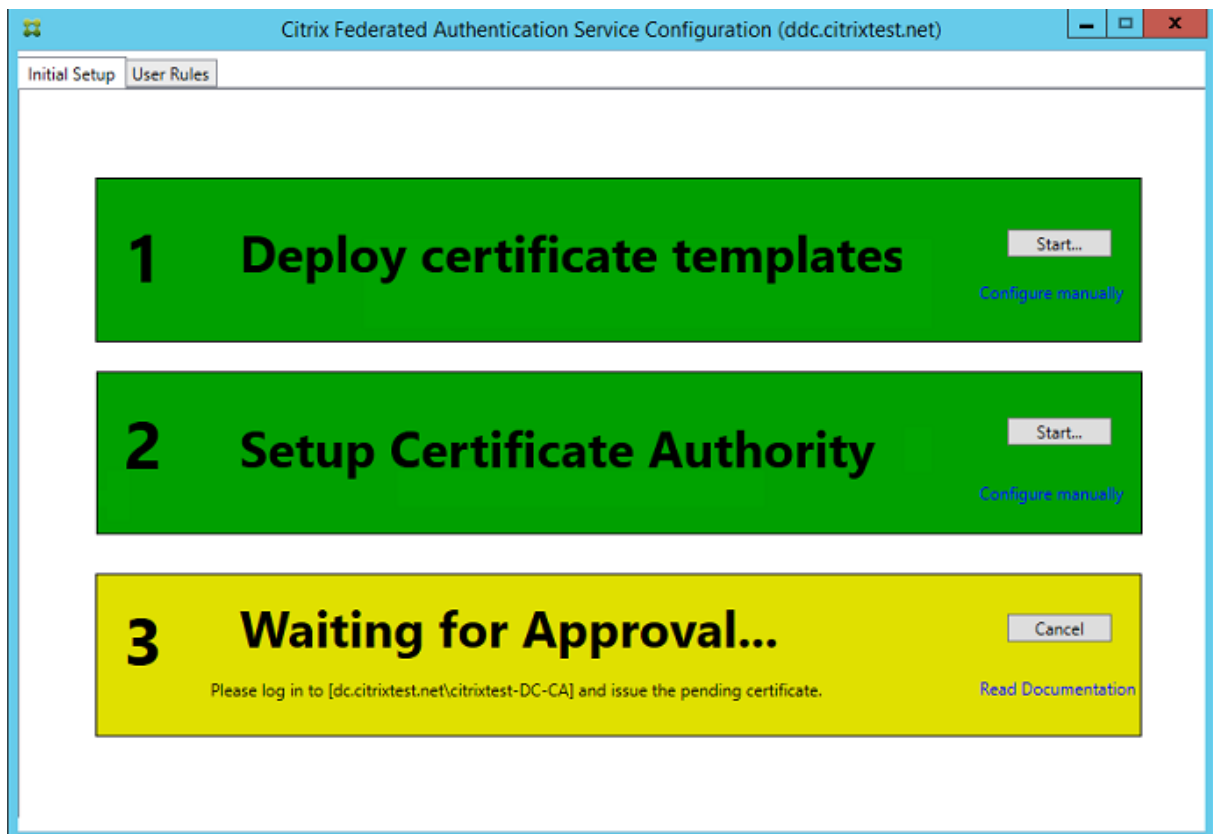 Citrix Federated Authentication Service Configuration (ddc.citrixtest.net)
Initial Setup User Rules
1 Deploy certificate templates
Start...
Configure manually
2 Setup Certificate Authority
Start...
Configure manually
3 Waiting for Approval...
Cancel
Please log in to [dc.citrixtest.net\citrixtest-DC-CA] and issue the pending certificate.
Read Documentation